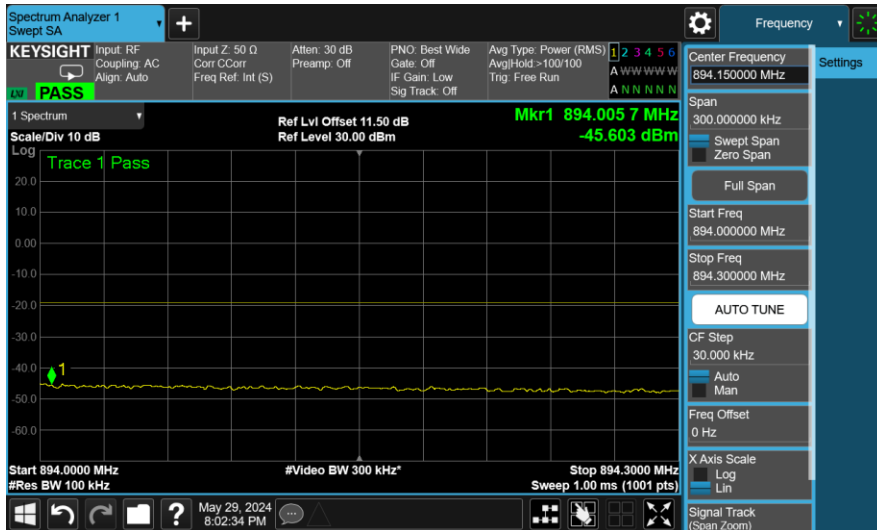 Spectrum Analyzer 1
Swept SA
Frequency
KEYSIGHT
Input: RF
Coupling: AC
Align: Auto
Input Z: 50 Ω
Corr CCorr
Freq Ref: Int (S)
Atten: 30 dB
Preamp: Off
PNO: Best Wide
Gate: Off
IF Gain: Low
Sig Track: Off
Avg Type: Power (RMS)
Avg|Hold:>100/100
Trig: Free Run
1 2 3 4 5 6
A W W W W W
A N N N N N
LXI
PASS
1 Spectrum
Scale/Div 10 dB
Ref Lvl Offset 11.50 dB
Ref Level 30.00 dBm
Mkr1 894.005 7 MHz
-45.603 dBm
Log
Trace 1 Pass
20.0
10.0
0.00
-10.0
-20.0
-30.0
-40.0
-50.0
-60.0
1
Start 894.0000 MHz
#Res BW 100 kHz
#Video BW 300 kHz*
Stop 894.3000 MHz
Sweep 1.00 ms (1001 pts)
May 29, 2024
8:02:34 PM
?
Center Frequency
894.150000 MHz
Settings
Span
300.000000 kHz
Swept Span
Zero Span
Full Span
Start Freq
894.000000 MHz
Stop Freq
894.300000 MHz
AUTO TUNE
CF Step
30.000 kHz
Auto
Man
Freq Offset
0 Hz
X Axis Scale
Log
Lin
Signal Track
(Span Zoom)